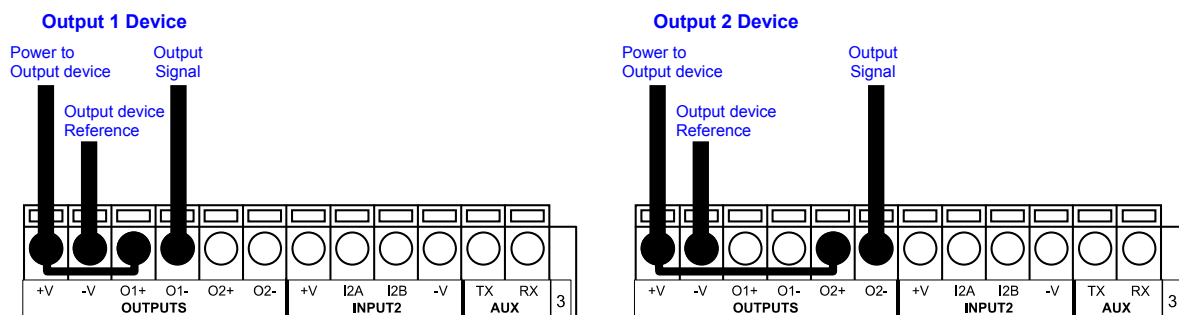 Output 1 Device
Power to
Output device
Output
Signal
Output device
Reference
+V -V O1+ O1- O2+ O2- +V I2A I2B -V TX RX
OUTPUTS INPUT2 AUX 3
Output 2 Device
Power to
Output device
Output
Signal
Output device
Reference
+V -V O1+ O1- O2+ O2- +V I2A I2B -V TX RX
OUTPUTS INPUT2 AUX 3